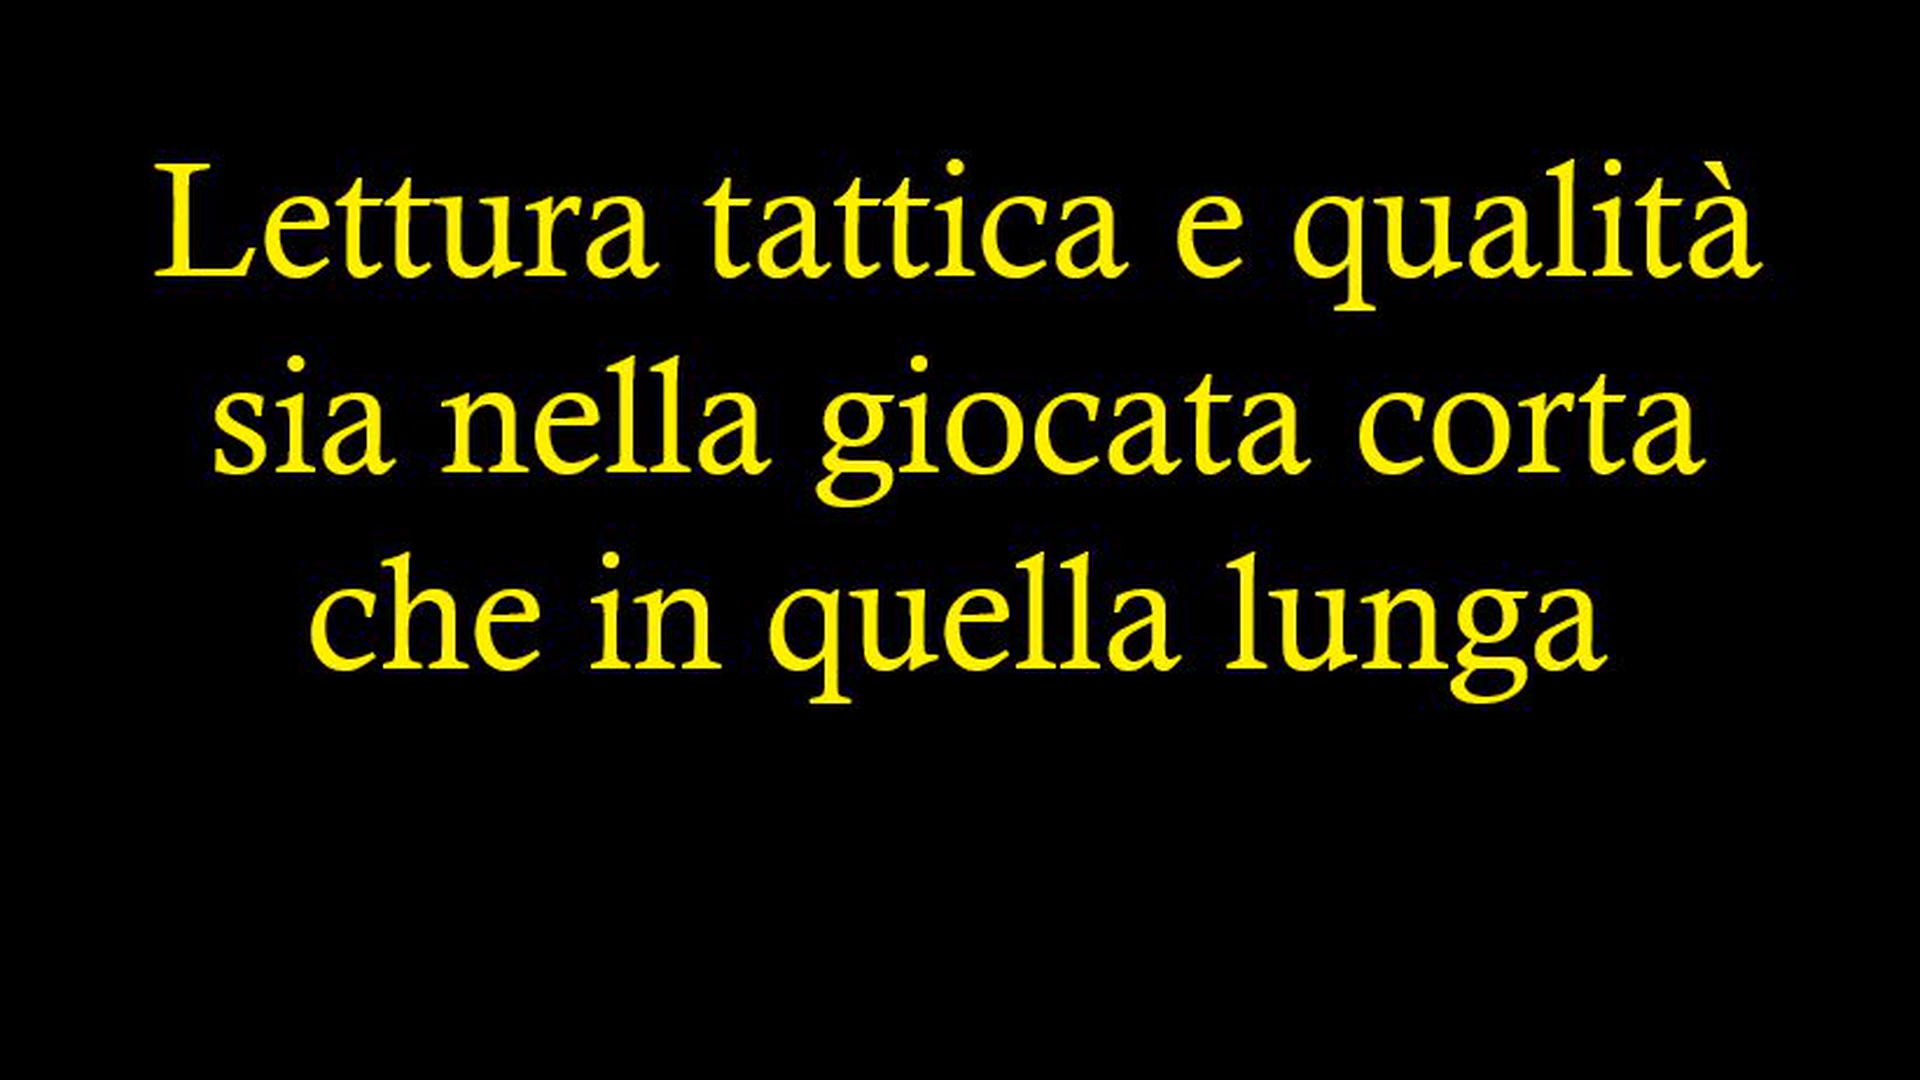 Lettura tattica e qualità
sia nella giocata corta
che in quella lunga